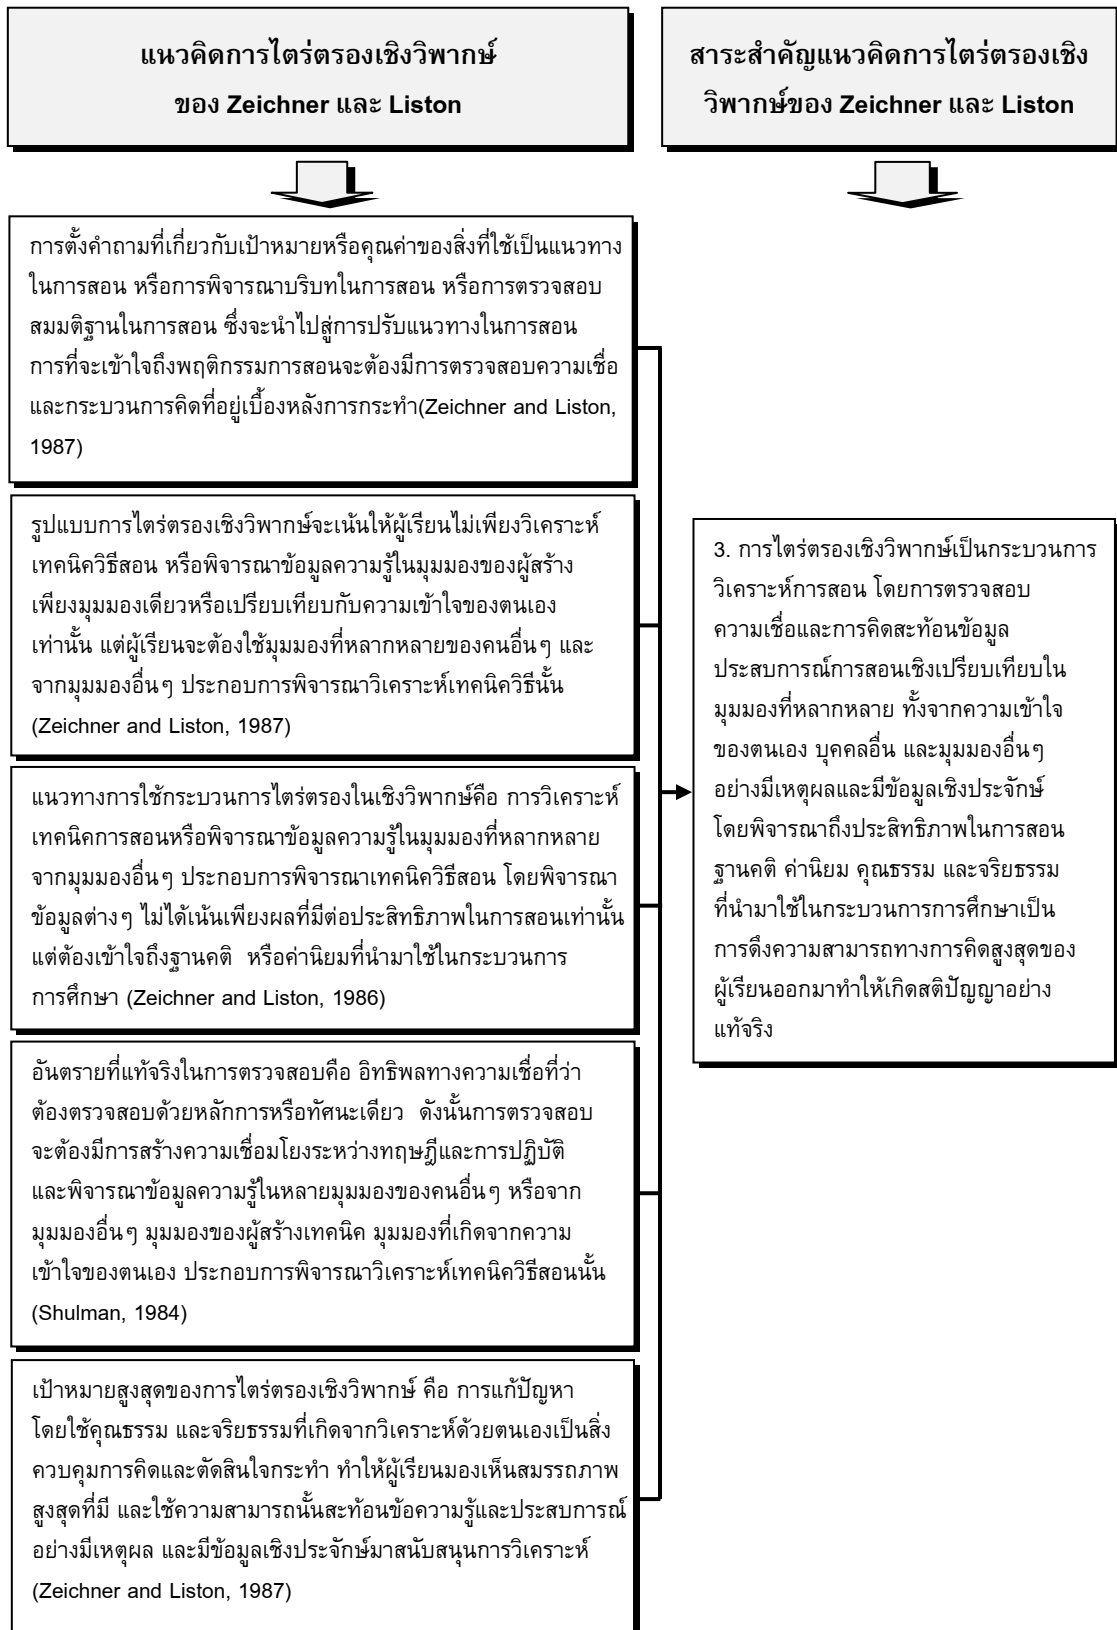 แนวคิดการไตร่ตรองเชิงวิพากษ์
ของ Zeichner และ Liston
สาระสำคัญแนวคิดการไตร่ตรองเชิง
วิพากษ์ของ Zeichner และ Liston
การตั้งคำถามที่เกี่ยวกับเป้าหมายหรือคุณค่าของสิ่งที่ใช้เป็นแนวทาง
ในการสอน หรือการพิจารณาบริบทในการสอน หรือการตรวจสอบ
สมมติฐานในการสอน ซึ่งจะนำไปสู่การปรับแนวทางในการสอน
การที่จะเข้าใจถึงพฤติกรรมการสอนจะต้องมีการตรวจสอบความเชื่อ
และกระบวนการคิดที่อยู่เบื้องหลังการกระทำ(Zeichner and Liston,
1987)
รูปแบบการไตร่ตรองเชิงวิพากษ์จะเน้นให้ผู้เรียนไม่เพียงวิเคราะห์
เทคนิควิธีสอน หรือพิจารณาข้อมูลความรู้ในมุมมองของผู้สร้าง
เพียงมุมมองเดียวหรือเปรียบเทียบกับความเข้าใจของตนเอง
เท่านั้น แต่ผู้เรียนจะต้องใช้มุมมองที่หลากหลายของคนอื่นๆ และ
จากมุมมองอื่นๆ ประกอบการพิจารณาวิเคราะห์เทคนิควิธีนั้น
(Zeichner and Liston, 1987)
แนวทางการใช้กระบวนการไตร่ตรองในเชิงวิพากษ์คือ การวิเคราะห์
เทคนิคการสอนหรือพิจารณาข้อมูลความรู้ในมุมมองที่หลากหลาย
จากมุมมองอื่นๆ ประกอบการพิจารณาเทคนิควิธีสอน โดยพิจารณา
ข้อมูลต่างๆ ไม่ได้เน้นเพียงผลที่มีต่อประสิทธิภาพในการสอนเท่านั้น
แต่ต้องเข้าใจถึงฐานคติ หรือค่านิยมที่นำมาใช้ในกระบวนการ
การศึกษา (Zeichner and Liston, 1986)
อันตรายที่แท้จริงในการตรวจสอบคือ อิทธิพลทางความเชื่อที่ว่า
ต้องตรวจสอบด้วยหลักการหรือทัศนะเดียว ดังนั้นการตรวจสอบ
จะต้องมีการสร้างความเชื่อมโยงระหว่างทฤษฎีและการปฏิบัติ
และพิจารณาข้อมูลความรู้ในหลายมุมมองของคนอื่นๆ หรือจาก
มุมมองอื่นๆ มุมมองของผู้สร้างเทคนิค มุมมองที่เกิดจากความ
เข้าใจของตนเอง ประกอบการพิจารณาวิเคราะห์เทคนิควิธีสอนนั้น
(Shulman, 1984)
เป้าหมายสูงสุดของการไตร่ตรองเชิงวิพากษ์ คือ การแก้ปัญหา
โดยใช้คุณธรรม และจริยธรรมที่เกิดจากวิเคราะห์ด้วยตนเองเป็นสิ่ง
ควบคุมการคิดและตัดสินใจกระทำ ทำให้ผู้เรียนมองเห็นสมรรถภาพ
สูงสุดที่มี และใช้ความสามารถนั้นสะท้อนข้อความรู้และประสบการณ์
อย่างมีเหตุผล และมีข้อมูลเชิงประจักษ์มาสนับสนุนการวิเคราะห์
(Zeichner and Liston, 1987)
3. การไตร่ตรองเชิงวิพากษ์เป็นกระบวนการ
วิเคราะห์การสอน โดยการตรวจสอบ
ความเชื่อและการคิดสะท้อนข้อมูล
ประสบการณ์การสอนเชิงเปรียบเทียบใน
มุมมองที่หลากหลาย ทั้งจากความเข้าใจ
ของตนเอง บุคคลอื่น และมุมมองอื่นๆ
อย่างมีเหตุผลและมีข้อมูลเชิงประจักษ์
โดยพิจารณาถึงประสิทธิภาพในการสอน
ฐานคติ ค่านิยม คุณธรรม และจริยธรรม
ที่นำมาใช้ในกระบวนการการศึกษาเป็น
การดึงความสามารถทางการคิดสูงสุดของ
ผู้เรียนออกมาทำให้เกิดสติปัญญาอย่าง
แท้จริง